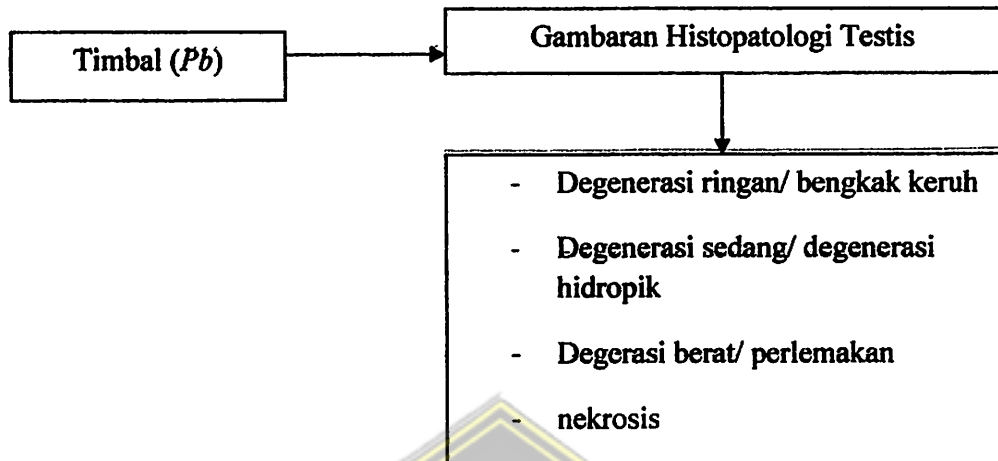 Timbal (Pb)
Gambaran Histopatologi Testis
- Degenerasi ringan/ bengkak keruh
- Degenerasi sedang/ degenerasi
hidropik
- Degerasi berat/ perlemakan
- nekrosis